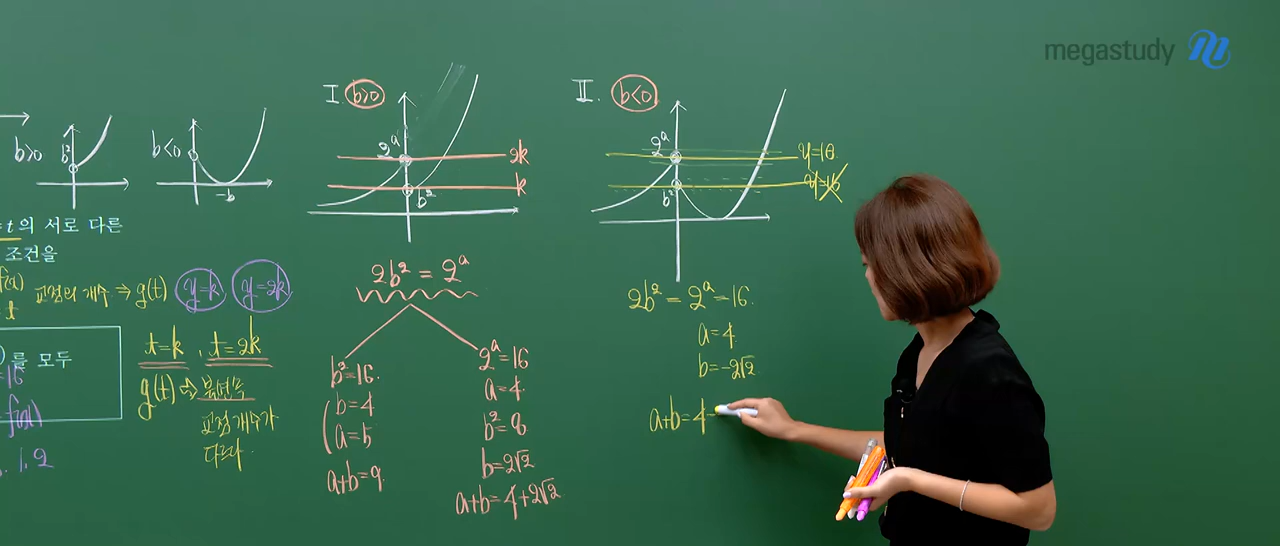 megastudy
b>0
b²
b<0
-b
=t의 서로 다른
조건을
f(x)
t
교점의 개수 → g(t) y=k, y=2k
)를 모두
=16
=f(x)
. 1. 2
t=k, t=2k
g(t) ⇒ 불연속
교점개수가
다르다.
I. b>0
2^a
2k
k
b²
2b² = 2^a
b²=16.
b=4
a=5
a+b=9.
2^a=16
a=4.
b²=8
b=2√2
a+b=4+2√2.
II. b<0
2^a
y=16
b²
y=16
2b² = 2^a = 16.
a=4
b=-2√2
a+b=4-